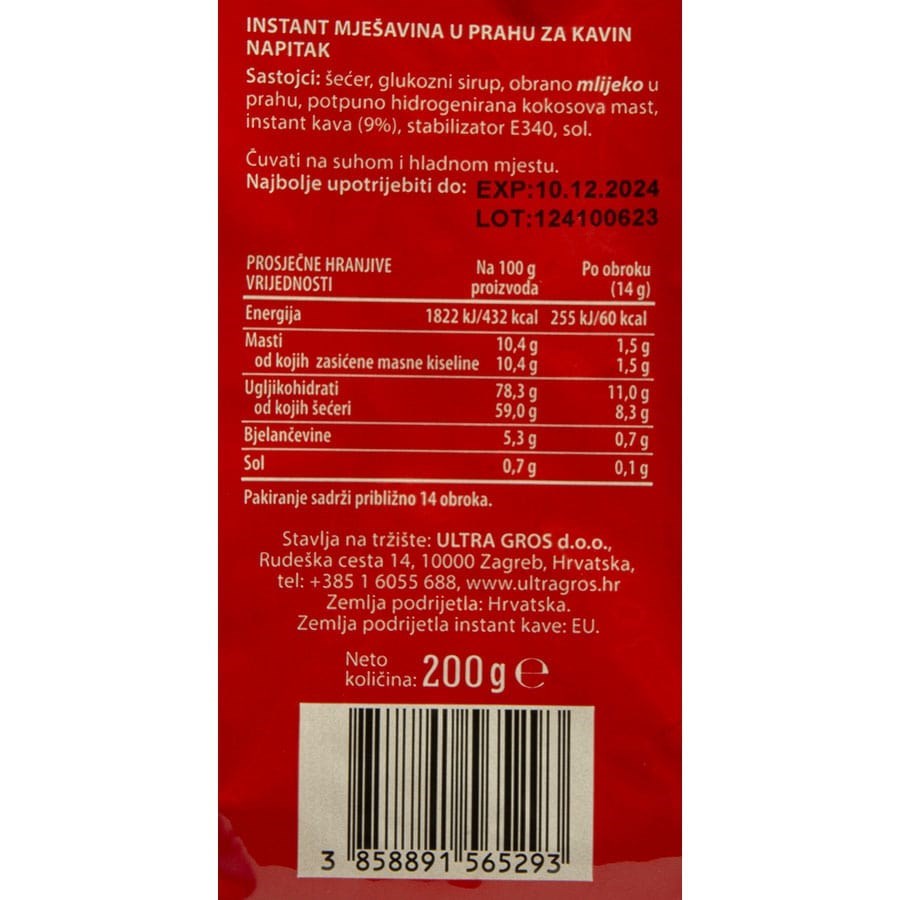 INSTANT MJEŠAVINA U PRAHU ZA KAVIN
NAPITAK
Sastojci: šećer, glukozni sirup, obrano mlijeko u
prahu, potpuno hidrogenirana kokosova mast,
instant kava (9%), stabilizator E340, sol.
Čuvati na suhom i hladnom mjestu.
Najbolje upotrijebiti do: EXP:10.12.2024
LOT:124100623
PROSJEČNE HRANJIVE VRIJEDNOSTI Na 100 g proizvođa Po obroku (14 g)
Energija 1822 kJ/432 kcal 255 kJ/60 kcal
Masti 10,4 g 1,5 g
od kojih zasićene masne kiseline 10,4 g 1,5 g
Ugljikohidrati 78,3 g 11,0 g
od kojih šećeri 59,0 g 8,3 g
Bjelančevine 5,3 g 0,7 g
Sol 0,7 g 0,1 g
Pakiranje sadrži približno 14 obroka.
Stavlja na tržište: ULTRA GROS d.o.o.,
Rudeška cesta 14, 10000 Zagreb, Hrvatska,
tel: +385 1 6055 688, www.ultragros.hr
Zemlja podrijetla: Hrvatska.
Zemlja podrijetla instant kave: EU.
Neto
količina: 200 g ℮
3 858891 565293